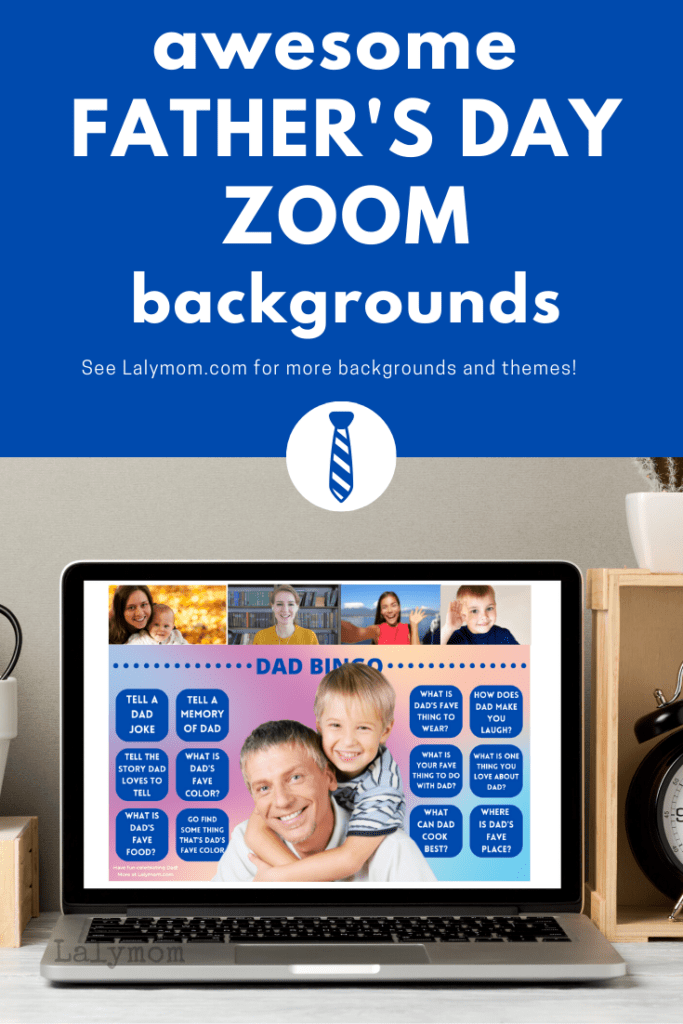 awesome
FATHER'S DAY
ZOOM
backgrounds
See Lalymom.com for more backgrounds and themes!
DAD BINGO
TELL A
DAD
JOKE
TELL A
MEMORY
OF DAD
WHAT IS
DAD'S FAVE
THING TO
WEAR?
HOW DOES
DAD MAKE
YOU
LAUGH?
TELL THE
STORY DAD
LOVES TO
TELL
WHAT IS
DAD'S
FAVE
COLOR?
WHAT IS
YOUR FAVE
THING TO DO
WITH DAD?
WHAT IS ONE
THING YOU
LOVE ABOUT
DAD?
WHAT IS
DAD'S
FAVE
FOOD?
GO FIND
SOME THING
THAT'S DAD'S
FAVE COLOR
WHAT
CAN DAD
COOK
BEST?
WHERE
IS DAD'S
FAVE
PLACE?
More at Lalymom.com
Lalymom